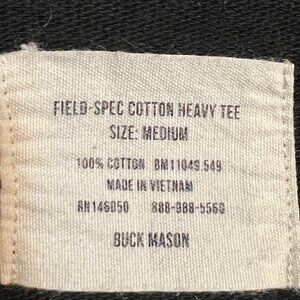 FIELD-SPEC COTTON HEAVY TEE
SIZE: MEDIUM
100% COTTON BM11049.549
MADE IN VIETNAM
RN146050 888-988-5560
BUCK MASON